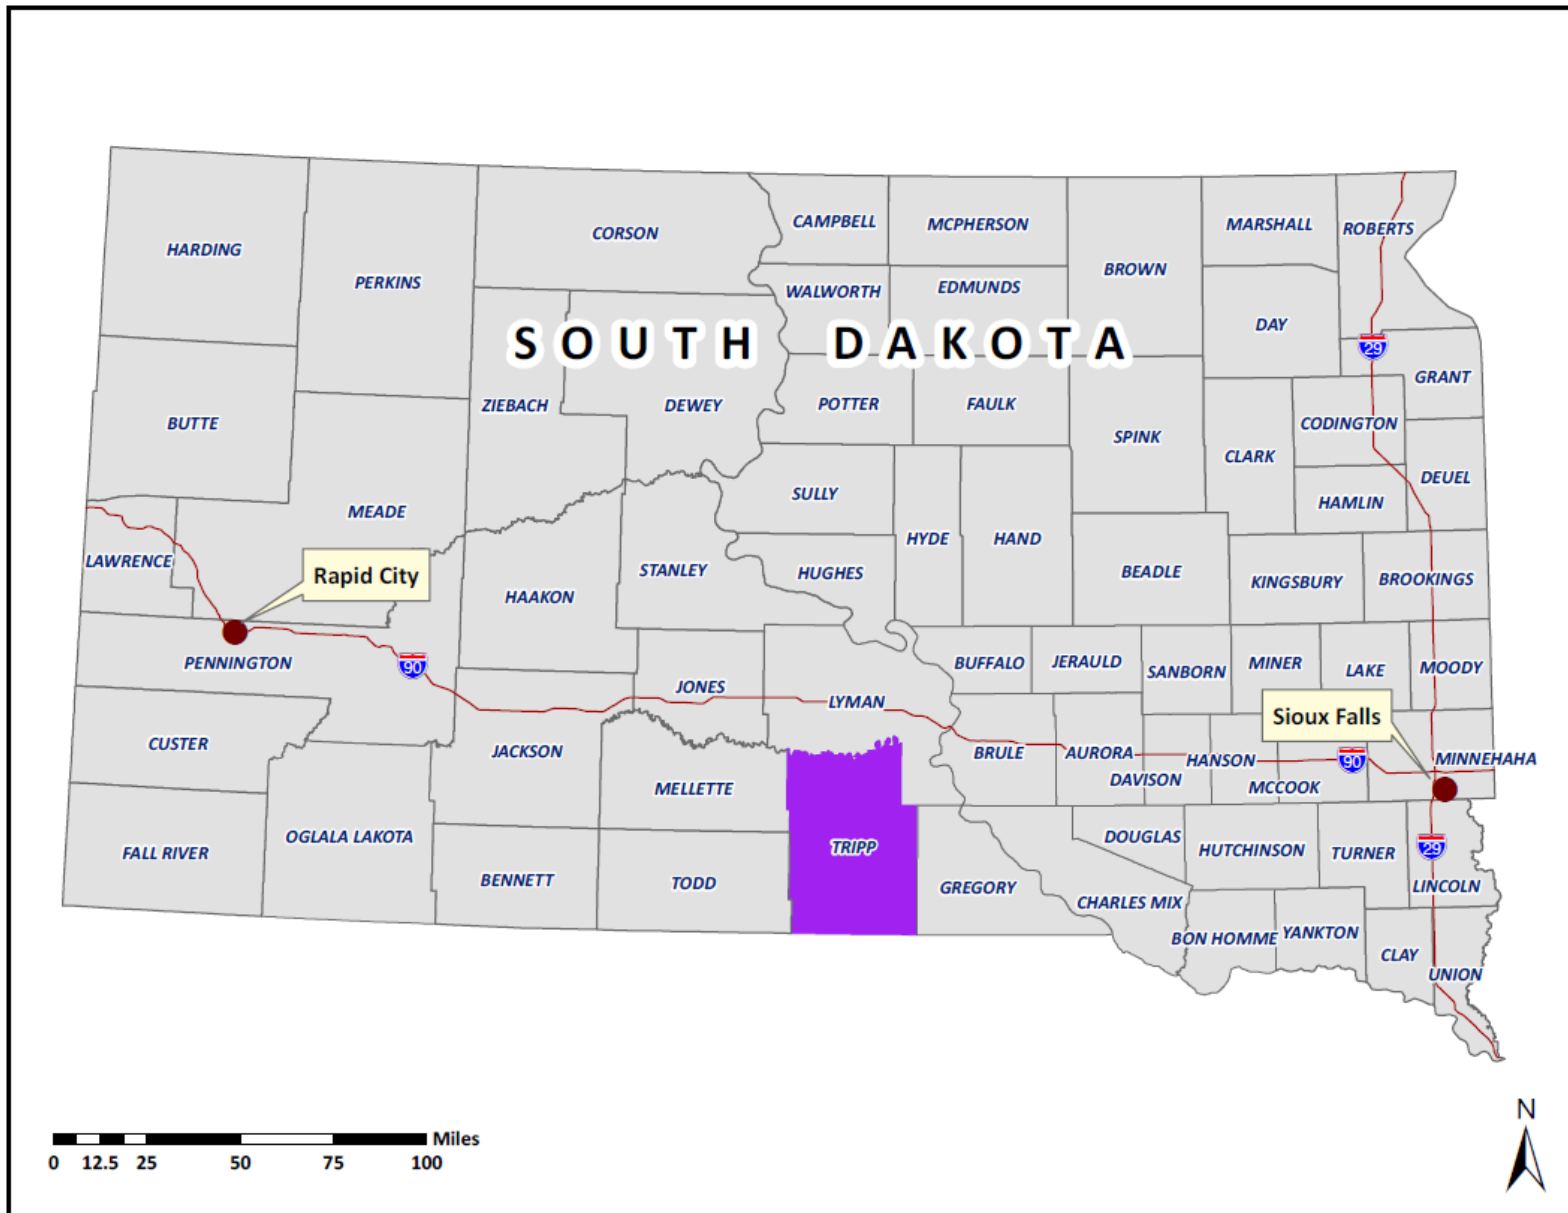 CAMPBELL
MCPHERSON
MARSHALL
ROBERTS
CORSON
HARDING
BROWN
PERKINS
WALWORTH
EDMUNDS
DAY
SOUTH DAKOTA
29
GRANT
ZIEBACH
DEWEY
POTTER
FAULK
BUTTE
CODINGTON
SPINK
CLARK
DEUEL
SULLY
HAMLIN
MEADE
HYDE
HAND
LAWRENCE
Rapid City
STANLEY
HUGHES
BEADLE
KINGSBURY
BROOKINGS
HAAKON
PENNINGTON
90
BUFFALO
JERAULD
SANBORN
MINER
LAKE
MOODY
JONES
LYMAN
Sioux Falls
CUSTER
JACKSON
BRULE
AURORA
HANSON
90
MINNEHAHA
DAVISON
MCCOOK
MELLETTE
OGLALA LAKOTA
FALL RIVER
TRIPP
DOUGLAS
HUTCHINSON
TURNER
29
LINCOLN
BENNETT
TODD
GREGORY
CHARLES MIX
BON HOMME
YANKTON
CLAY
UNION
N
Miles
0 12.5 25 50 75 100